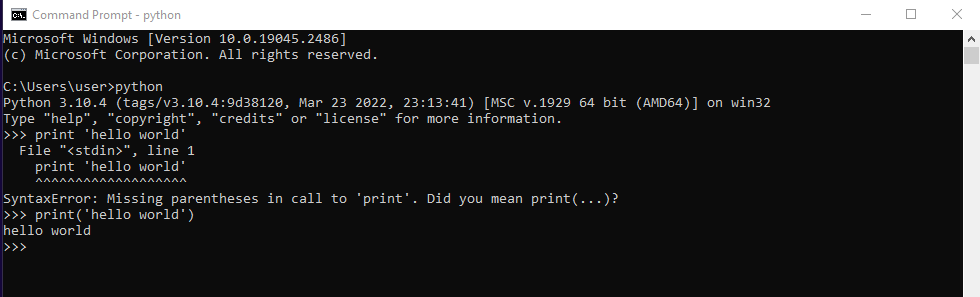 Command Prompt - python
Microsoft Windows [Version 10.0.19045.2486]
(c) Microsoft Corporation. All rights reserved.
C:\Users\user>python
Python 3.10.4 (tags/v3.10.4:9d38120, Mar 23 2022, 23:13:41) [MSC v.1929 64 bit (AMD64)] on win32
Type "help", "copyright", "credits" or "license" for more information.
>>> print 'hello world'
  File "<stdin>", line 1
    print 'hello world'
    ^^^^^^^^^^^^^^^^^^^
SyntaxError: Missing parentheses in call to 'print'. Did you mean print(...)?
>>> print('hello world')
hello world
>>>